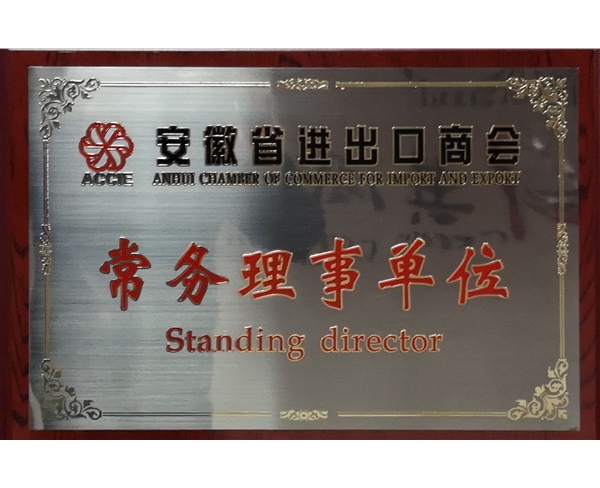 安徽省进出口商会
ACCIE
ANHUI CHAMBER OF COMMERCE FOR IMPORT AND EXPORT
常务理事单位
Standing director